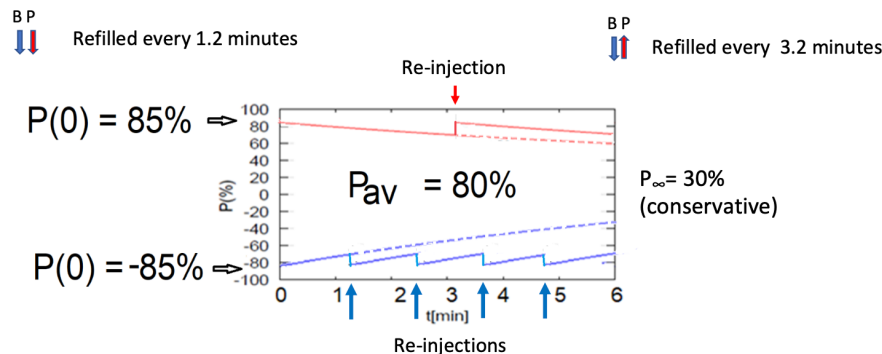 B P
Refilled every 1.2 minutes
B P
Refilled every 3.2 minutes
Re-injection
P(0) = 85%
100
80
60
40
20
0
-20
-40
-60
-80
-100
P(%)
Pav = 80%
P∞= 30%
(conservative)
P(0) =-85%
0 1 2 3 4 5 6
t[min]
Re-injections